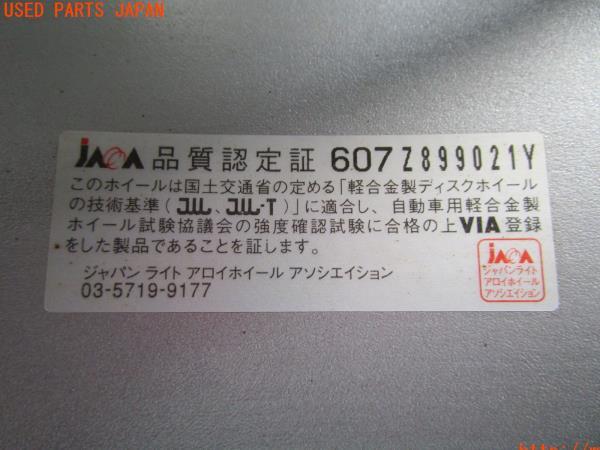 USED PARTS JAPAN
JAWA 品質認定証 607Z899021Y
このホイールは国土交通省の定める「軽合金製ディスクホイール
の技術基準(JWL、JWL-T)」に適合し、自動車用軽合金製
ホイール試験協議会の強度確認試験に合格の上VIA登録
をした製品であることを証します。
ジャパン ライト アロイホイール アソシエイション
03-5719-9177
JAWA
ジャパンライト
アロイホイール
アソシエイション